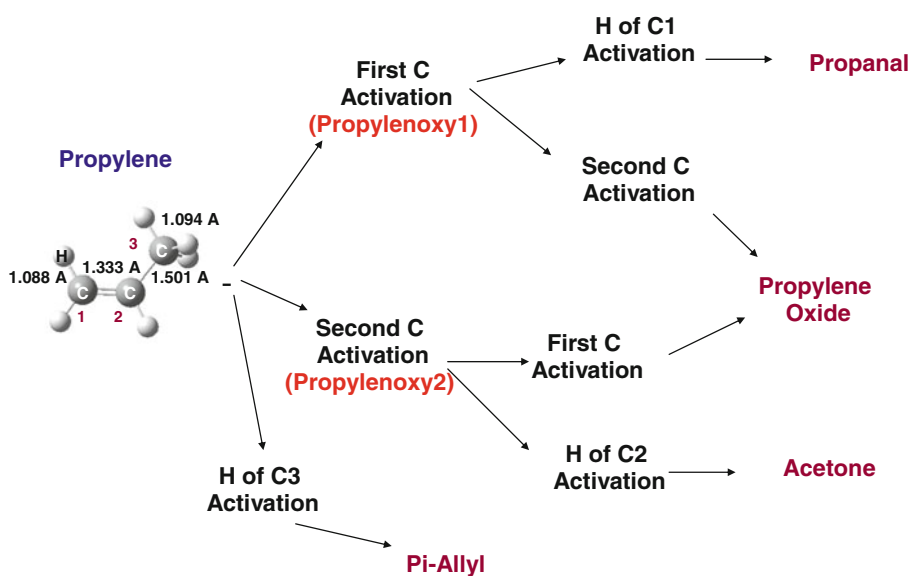 H of C1
Activation
Propanal
First C
Activation
(Propylenoxy1)
Second C
Activation
Propylene
1.094 A
3
C
H
1.333 A
1.088 A
1.501 A
C
C
1
2
-
Propylene
Oxide
Second C
Activation
(Propylenoxy2)
First C
Activation
H of C2
Activation
Acetone
H of C3
Activation
Pi-Allyl